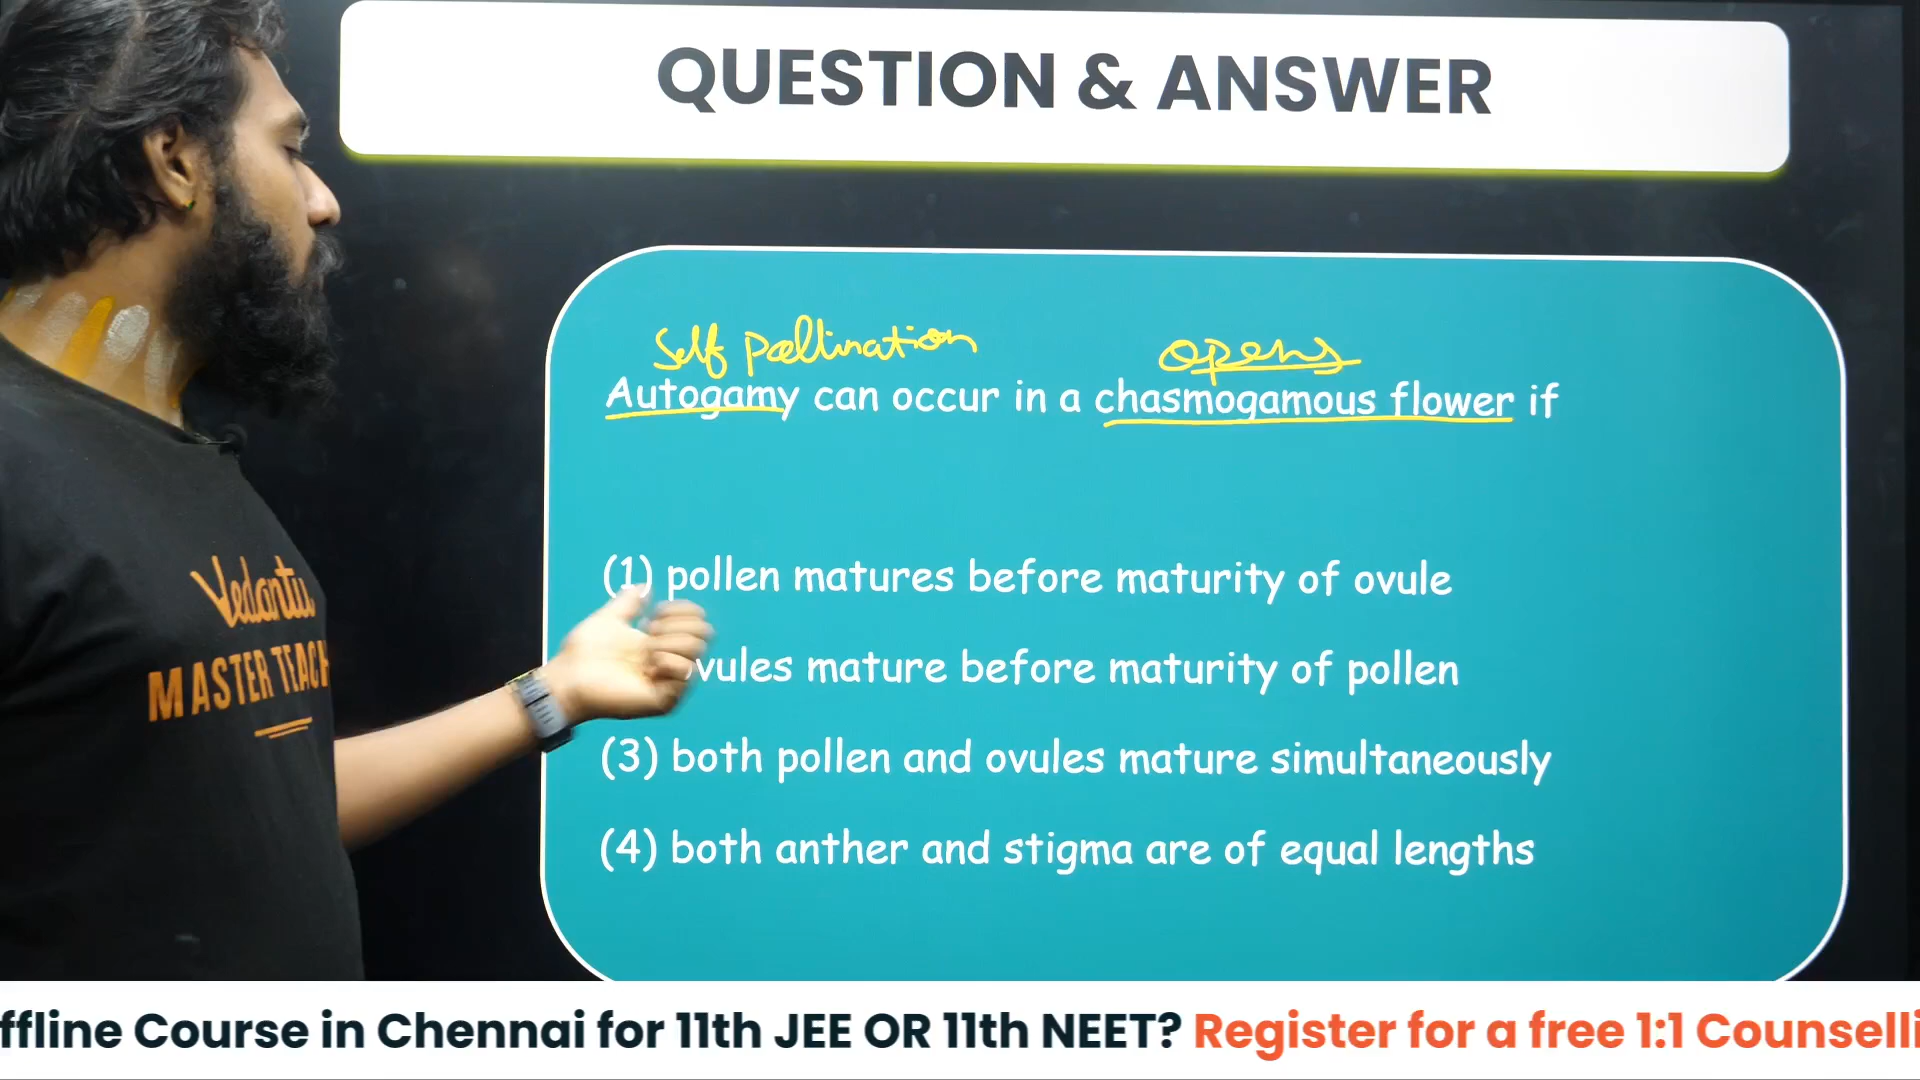 QUESTION & ANSWER
Self pollination opens
Autogamy can occur in a chasmogamous flower if
(1) pollen matures before maturity of ovule
vules mature before maturity of pollen
(3) both pollen and ovules mature simultaneously
(4) both anther and stigma are of equal lengths
Vedantu
MASTER TEACH
ffline Course in Chennai for 11th JEE OR 11th NEET? Register for a free 1:1 Counselli